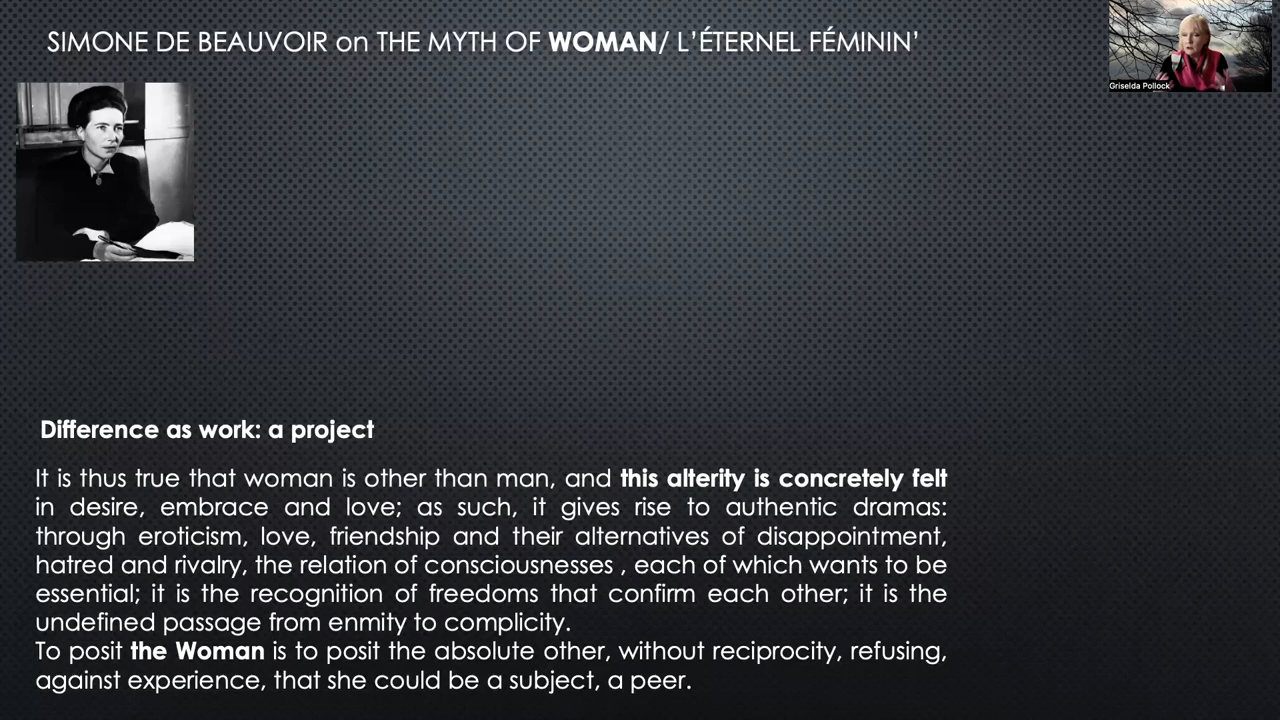 SIMONE DE BEAUVOIR on THE MYTH OF WOMAN/ L’ÉTERNEL FÉMININ’
Griselda Pollock
Difference as work: a project
It is thus true that woman is other than man, and this alterity is concretely felt
in desire, embrace and love; as such, it gives rise to authentic dramas:
through eroticism, love, friendship and their alternatives of disappointment,
hatred and rivalry, the relation of consciousnesses , each of which wants to be
essential; it is the recognition of freedoms that confirm each other; it is the
undefined passage from enmity to complicity.
To posit the Woman is to posit the absolute other, without reciprocity, refusing,
against experience, that she could be a subject, a peer.